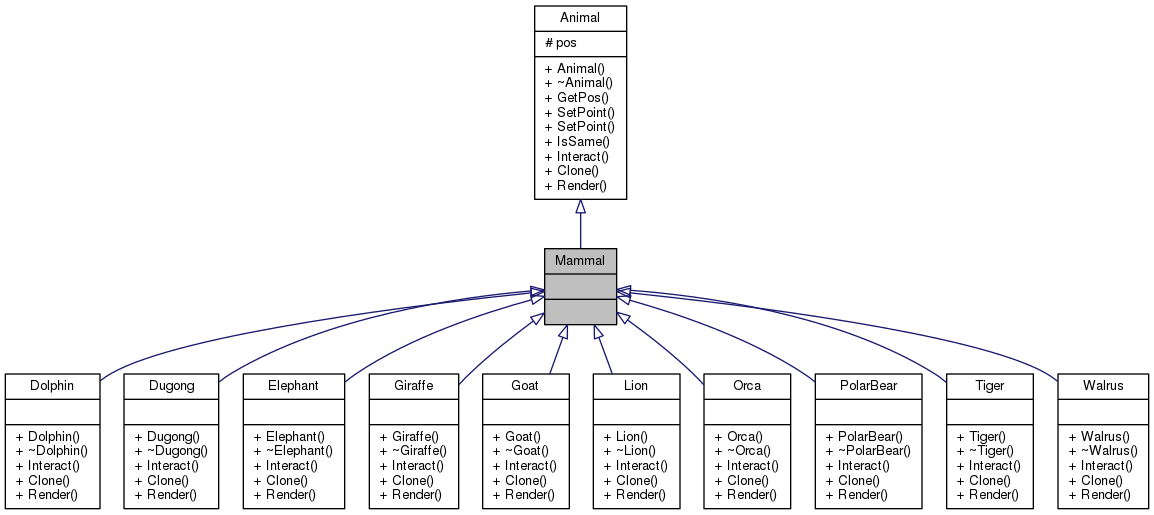 Animal
# pos
+ Animal()
+ ~Animal()
+ GetPos()
+ SetPoint()
+ SetPoint()
+ IsSame()
+ Interact()
+ Clone()
+ Render()
Mammal
Dolphin
+ Dolphin()
+ ~Dolphin()
+ Interact()
+ Clone()
+ Render()
Dugong
+ Dugong()
+ ~Dugong()
+ Interact()
+ Clone()
+ Render()
Elephant
+ Elephant()
+ ~Elephant()
+ Interact()
+ Clone()
+ Render()
Giraffe
+ Giraffe()
+ ~Giraffe()
+ Interact()
+ Clone()
+ Render()
Goat
+ Goat()
+ ~Goat()
+ Interact()
+ Clone()
+ Render()
Lion
+ Lion()
+ ~Lion()
+ Interact()
+ Clone()
+ Render()
Orca
+ Orca()
+ ~Orca()
+ Interact()
+ Clone()
+ Render()
PolarBear
+ PolarBear()
+ ~PolarBear()
+ Interact()
+ Clone()
+ Render()
Tiger
+ Tiger()
+ ~Tiger()
+ Interact()
+ Clone()
+ Render()
Walrus
+ Walrus()
+ ~Walrus()
+ Interact()
+ Clone()
+ Render()